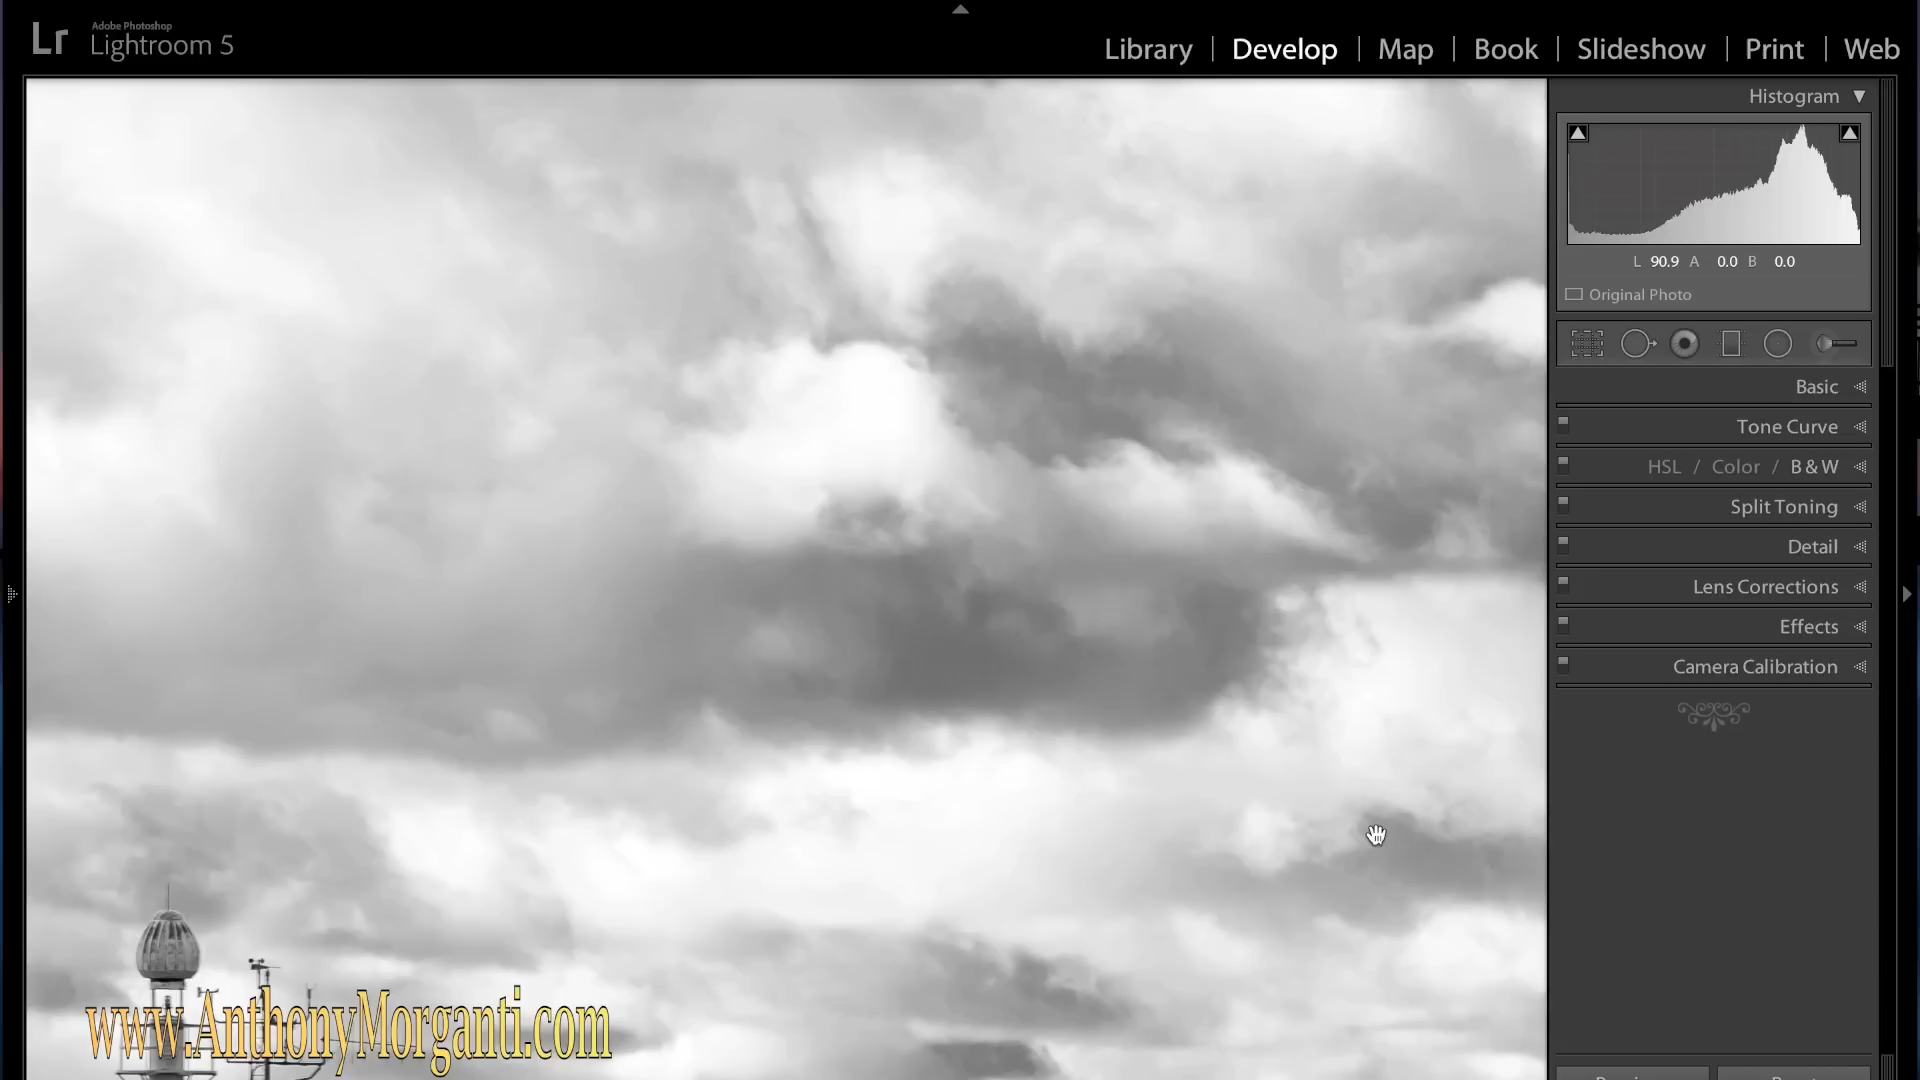 Lr Adobe Photoshop
Lightroom 5
Library | Develop | Map | Book | Slideshow | Print | Web
Histogram
L 90.9 A 0.0 B 0.0
Original Photo
Basic
Tone Curve
HSL / Color / B & W
Split Toning
Detail
Lens Corrections
Effects
Camera Calibration
www.AnthonyMorganti.com